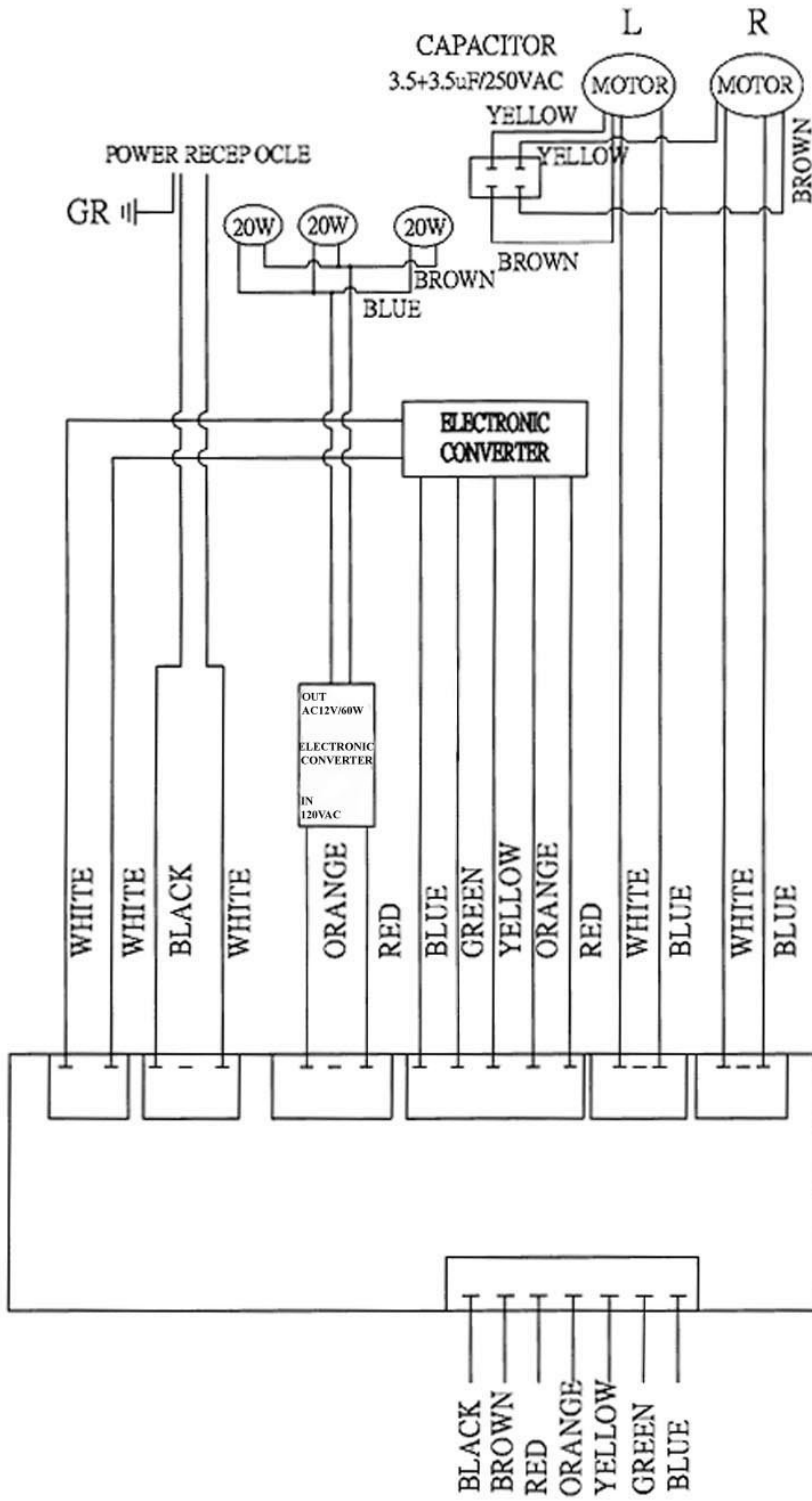 L
R
CAPACITOR
3.5+3.5uF/250VAC
MOTOR
MOTOR
YELLOW
YELLOW
BROWN
POWER RECEP OCLE
GR
20W
20W
20W
BROWN
BROWN
BLUE
ELECTRONIC
CONVERTER
OUT
AC12V/60W
ELECTRONIC
CONVERTER
IN
120VAC
WHITE
WHITE
BLACK
WHITE
ORANGE
RED
BLUE
GREEN
YELLOW
ORANGE
RED
WHITE
BLUE
WHITE
BLUE
BLACK
BROWN
RED
ORANGE
YELLOW
GREEN
BLUE